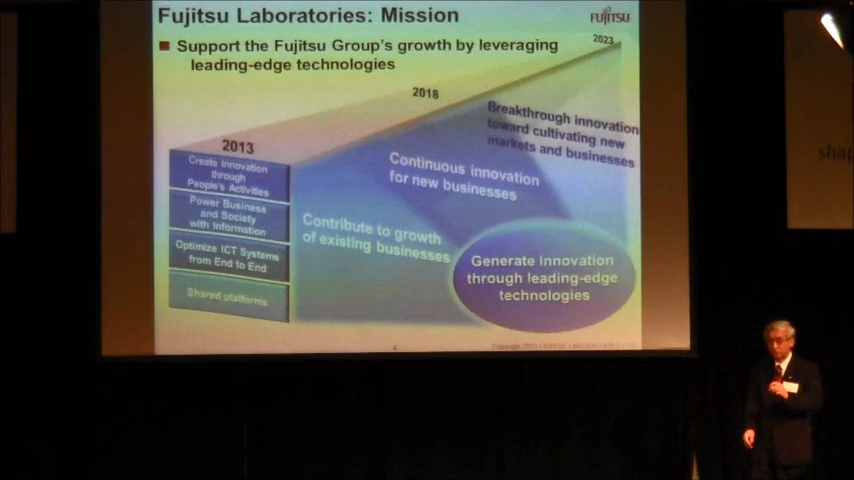 Fujitsu Laboratories: Mission
FUJITSU
Support the Fujitsu Group's growth by leveraging
leading-edge technologies
2023
2018
2013
Breakthrough innovation
toward cultivating new
markets and businesses
Continuous innovation
for new businesses
Contribute to growth
of existing businesses
Create Innovation
through
People's Activities
Power Business
and Society
with Information
Optimize ICT Systems
from End to End
Shared platforms
Generate innovation
through leading-edge
technologies
4
shap